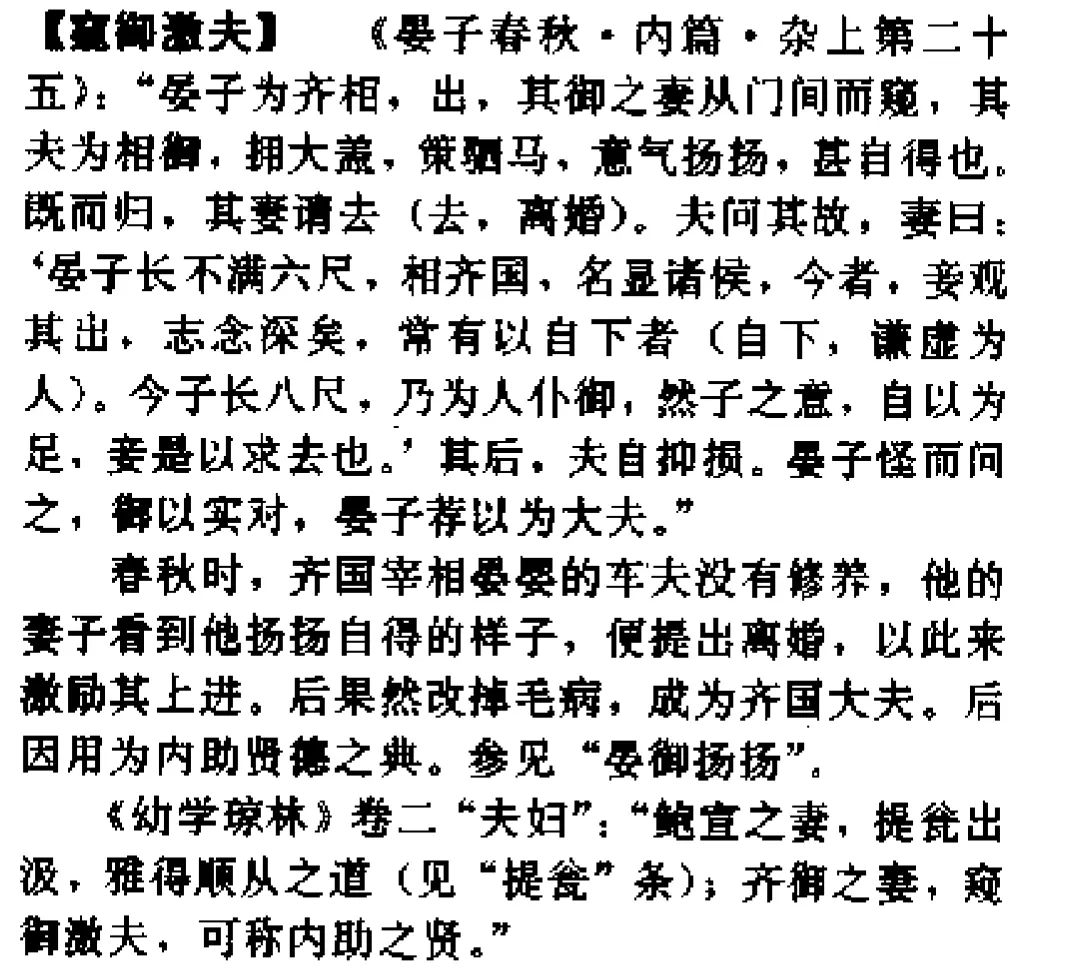 【窥御激夫】 《晏子春秋·内篇·杂上第二十
五》：“晏子为齐相，出，其御之妻从门间而窥，其
夫为相御，拥大盖，策驷马，意气扬扬，甚自得也。
既而归，其妻请去（去，离婚）。夫问其故，妻曰：
‘晏子长不满六尺，相齐国，名显诸侯，今者，妾观
其出，志念深矣，常有以自下者（自下，谦虚为
人）。今子长八尺，乃为人仆御，然子之意，自以为
足，妾是以求去也。’其后，夫自抑损。晏子怪而问
之，御以实对，晏子荐以为大夫。”
春秋时，齐国宰相晏婴的车夫没有修养，他的
妻子看到他扬扬自得的样子，便提出离婚，以此来
激励其上进。后果然改掉毛病，成为齐国大夫。后
因用为内助贤德之典。参见“晏御扬扬”。
《幼学琼林》卷二“夫妇”：“鲍宣之妻，提瓮出
汲，雅得顺从之道（见“提瓮”条）；齐御之妻，窥
御激夫，可称内助之贤。”